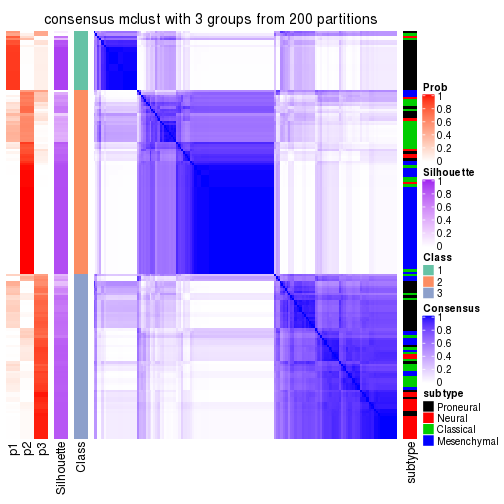 consensus mclust with 3 groups from 200 partitions
Prob
1
0.8
0.6
0.4
0.2
0
Silhouette
1
0.8
0.6
0.4
0.2
0
Class
1
2
3
Consensus
1
0.8
0.6
0.4
0.2
0
subtype
Proneural
Neural
Classical
Mesenchymal
p1
p2
p3
Silhouette
Class
subtype